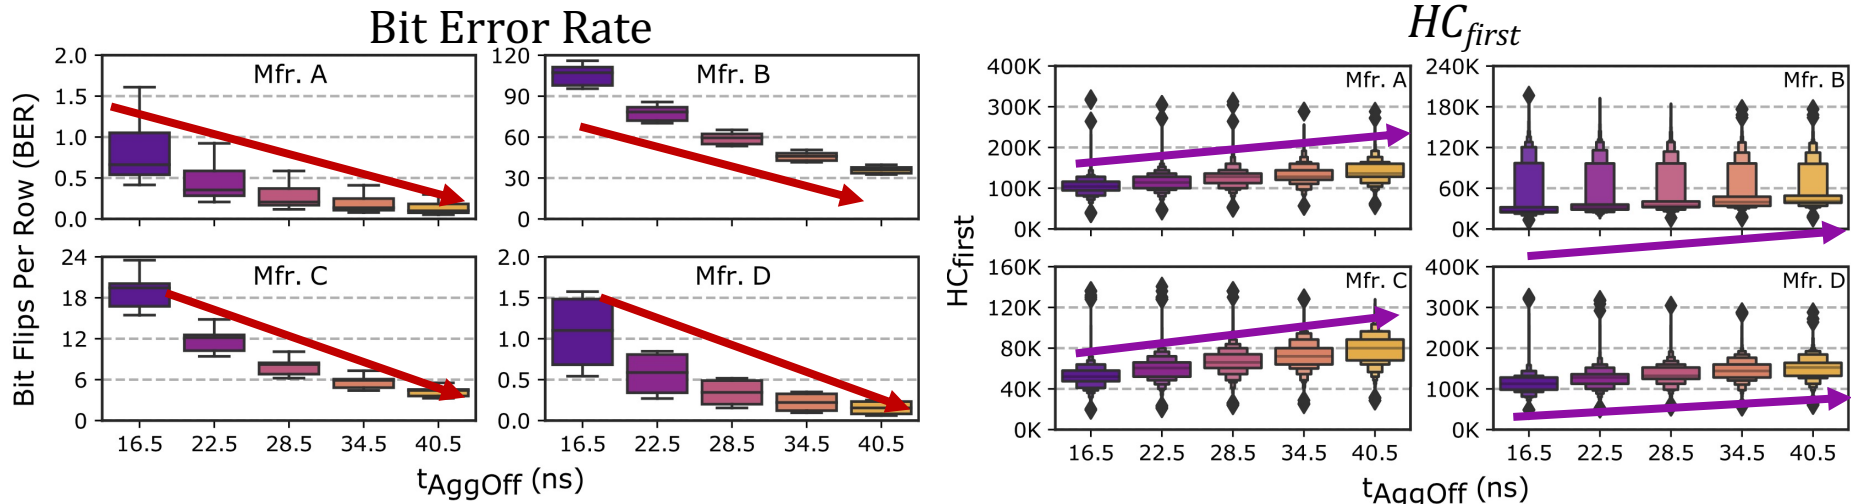 Bit Error Rate
Bit Flips Per Row (BER)
2.0
1.5
1.0
0.5
0.0
Mfr. A
120
90
60
30
0
Mfr. B
24
18
12
6
0
Mfr. C
16.5 22.5 28.5 34.5 40.5
2.0
1.5
1.0
0.5
0.0
Mfr. D
16.5 22.5 28.5 34.5 40.5
tAggOff (ns)
HCfirst
HCfirst
400K
300K
200K
100K
0K
Mfr. A
240K
180K
120K
60K
0K
Mfr. B
160K
120K
80K
40K
0K
Mfr. C
16.5 22.5 28.5 34.5 40.5
400K
300K
200K
100K
0K
Mfr. D
16.5 22.5 28.5 34.5 40.5
tAggOff (ns)